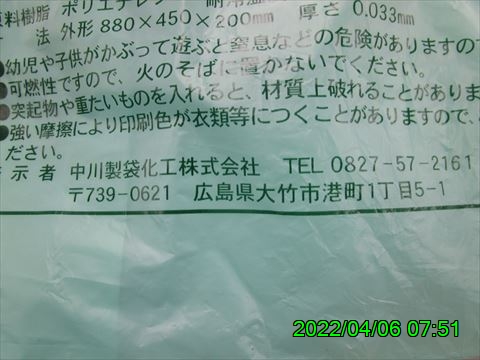 原料樹脂 ポリエチレン 耐冷温
法 外形 880×450×200mm 厚さ 0.033mm
●幼児や子供がかぶって遊ぶと窒息などの危険がありますので
●可燃性ですので、火のそばに置かないでください。
●突起物や重たいものを入れると、材質上破れることがありま
●強い摩擦により印刷色が衣類等につくことがありますので、
ださい。
示者 中川製袋化工株式会社 TEL 0827-57-2161
〒739-0621 広島県大竹市港町1丁目5-1
2022/04/06 07:51